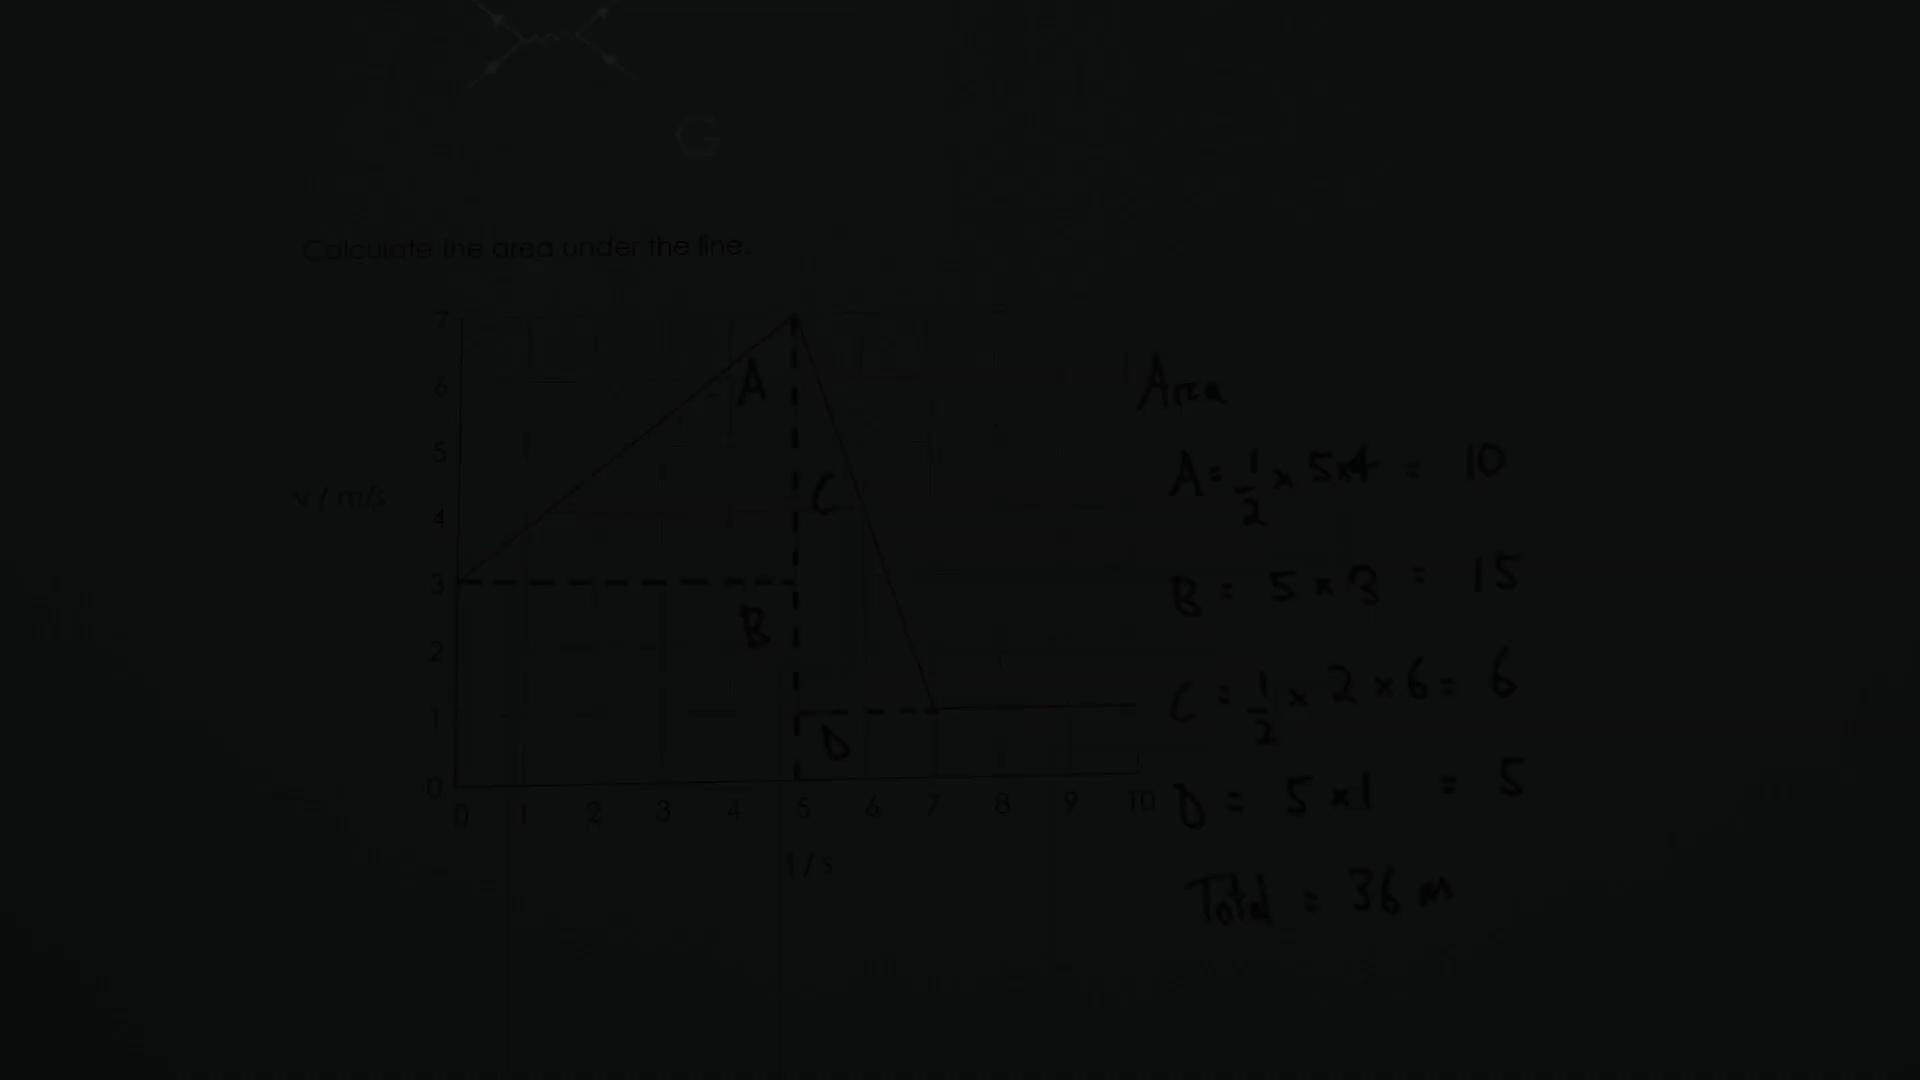 G
Calculate the area under the line.
7
6
5
4
3
2
1
0
v / m/s
A
C
B
D
0 1 2 3 4 5 6 7 8 9 10
t / s
Area
A = 1/2 × 5×4 = 10
B = 5 × 3 = 15
C = 1/2 × 2 × 6 = 6
D = 5 × 1 = 5
Total = 36 m